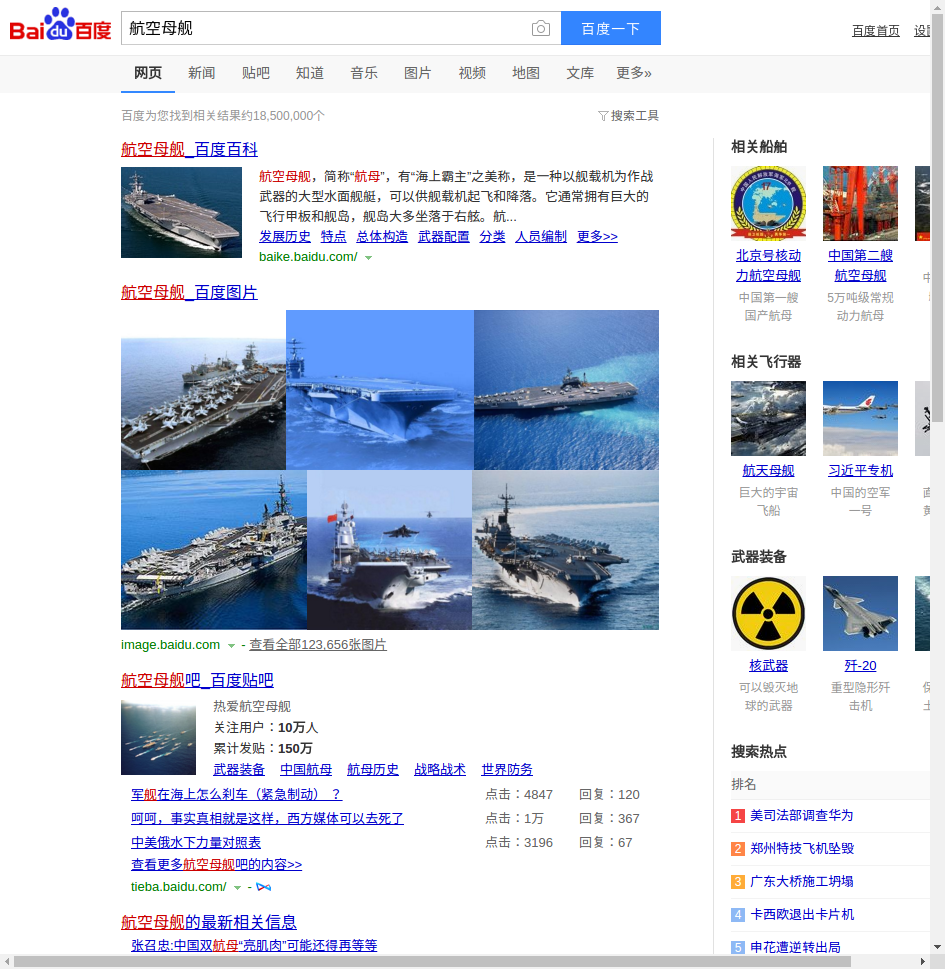 Bai du 百度
航空母舰
百度一下
百度首页
网页 新闻 贴吧 知道 音乐 图片 视频 地图 文库 更多»
百度为您找到相关结果约18,500,000个
搜索工具
航空母舰_百度百科
航空母舰，简称“航母”，有“海上霸主”之美称，是一种以舰载机为作战
武器的大型水面舰艇，可以供舰载机起飞和降落。它通常拥有巨大的
飞行甲板和舰岛，舰岛大多坐落于右舷。航...
发展历史 特点 总体构造 武器配置 分类 人员编制 更多>>
baike.baidu.com/
航空母舰_百度图片
image.baidu.com - 查看全部123,656张图片
航空母舰吧_百度贴吧
热爱航空母舰
关注用户：10万人
累计发贴：150万
武器装备 中国航母 航母历史 战略战术 世界防务
军舰在海上怎么刹车（紧急制动） ？ 点击：4847 回复：120
呵呵，事实真相就是这样，西方媒体可以去死了 点击：1万 回复：367
中美俄水下力量对照表 点击：3196 回复：67
查看更多航空母舰吧的内容>>
tieba.baidu.com/ -
航空母舰的最新相关信息
张召忠:中国双航母“亮肌肉”可能还得再等等
相关船舶
北京号核动
力航空母舰
中国第一艘
国产航母
中国第二艘
航空母舰
5万吨级常规
动力航母
相关飞行器
航天母舰
巨大的宇宙
飞船
习近平专机
中国的空军
一号
武器装备
核武器
可以毁灭地
球的武器
歼-20
重型隐形歼
击机
搜索热点
排名
1 美司法部调查华为
2 郑州特技飞机坠毁
3 广东大桥施工坍塌
4 卡西欧退出卡片机
5 申花遭逆转出局